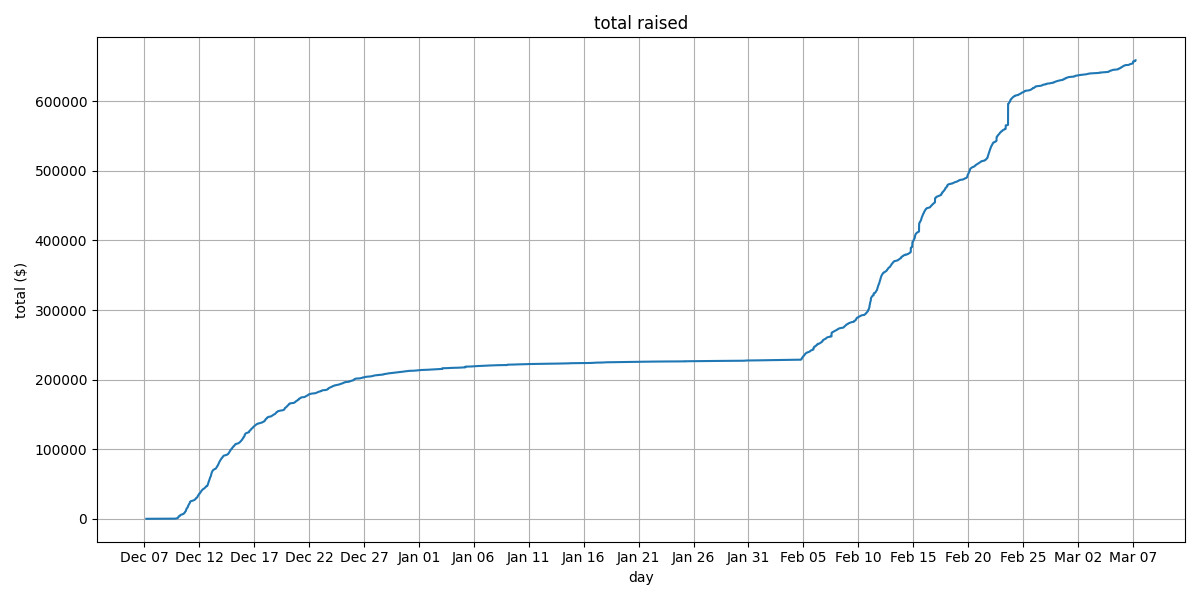 total raised
total ($)
600000
500000
400000
300000
200000
100000
0
Dec 07 Dec 12 Dec 17 Dec 22 Dec 27 Jan 01 Jan 06 Jan 11 Jan 16 Jan 21 Jan 26 Jan 31 Feb 05 Feb 10 Feb 15 Feb 20 Feb 25 Mar 02 Mar 07
day